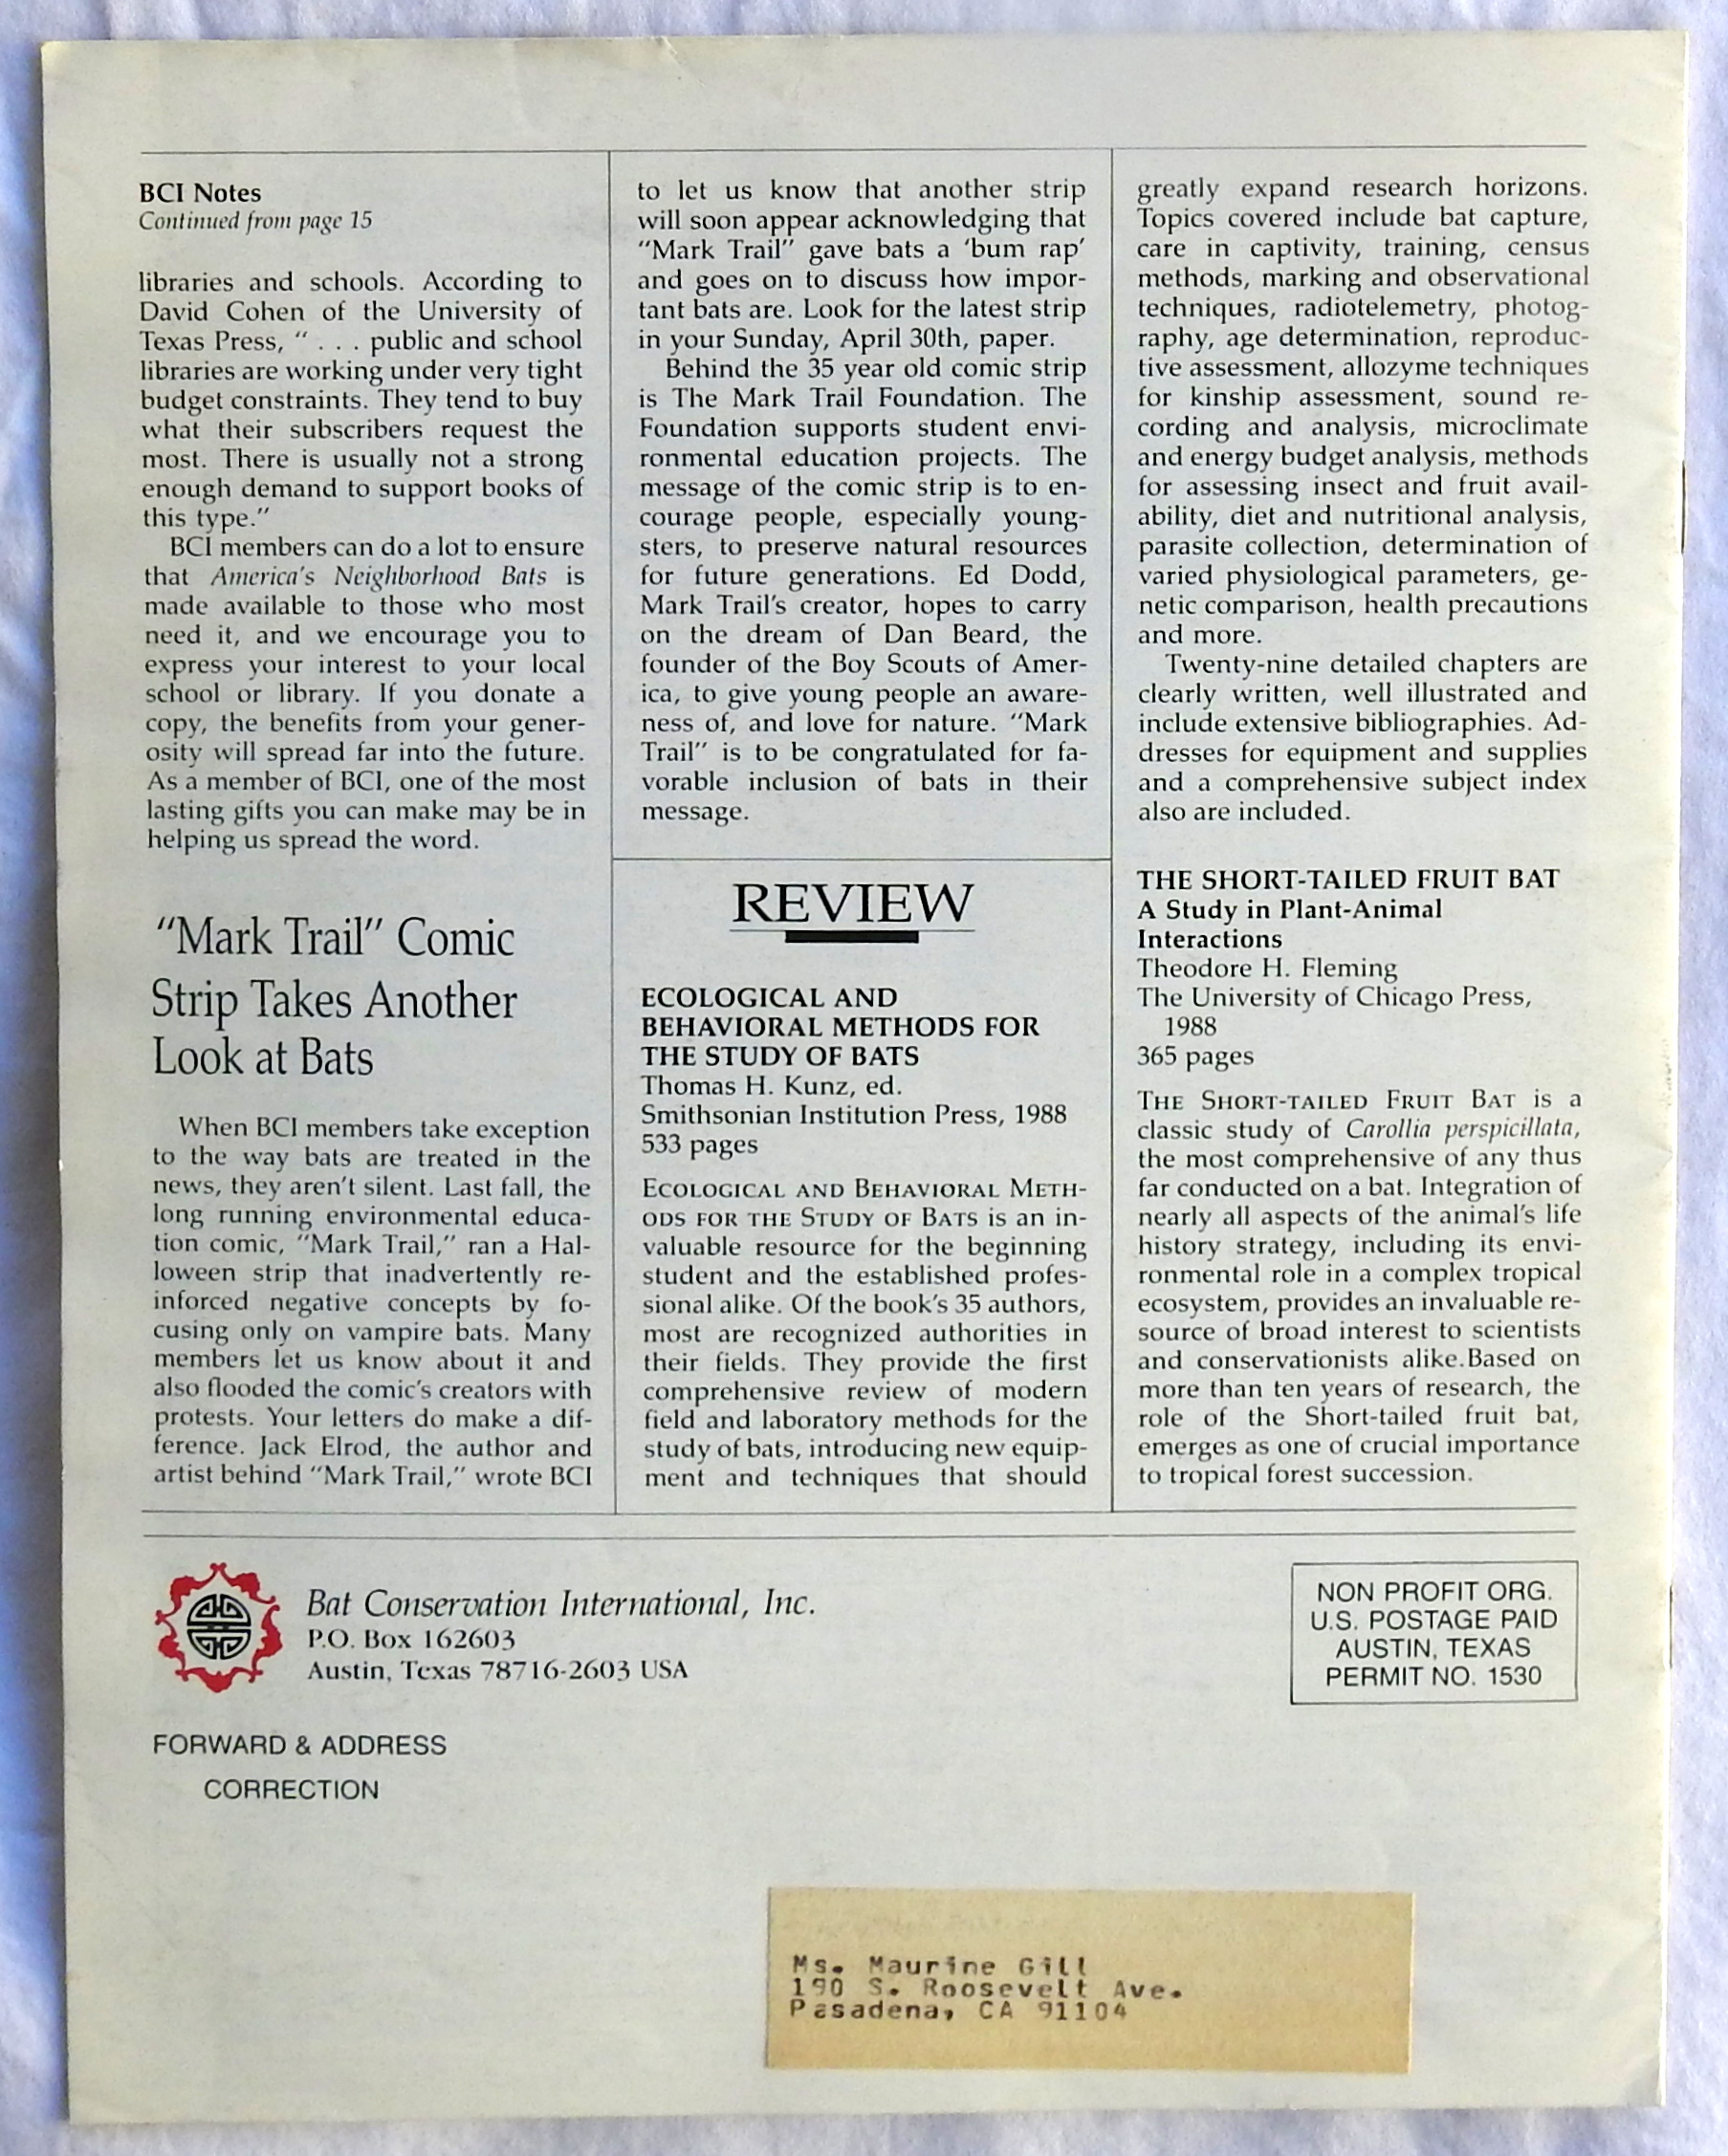 BCI Notes
Continued from page 15
libraries and schools. According to
David Cohen of the University of
Texas Press, " . . . public and school
libraries are working under very tight
budget constraints. They tend to buy
what their subscribers request the
most. There is usually not a strong
enough demand to support books of
this type."
BCI members can do a lot to ensure
that America's Neighborhood Bats is
made available to those who most
need it, and we encourage you to
express your interest to your local
school or library. If you donate a
copy, the benefits from your gener-
osity will spread far into the future.
As a member of BCI, one of the most
lasting gifts you can make may be in
helping us spread the word.
"Mark Trail" Comic
Strip Takes Another
Look at Bats
When BCI members take exception
to the way bats are treated in the
news, they aren't silent. Last fall, the
long running environmental educa-
tion comic, "Mark Trail," ran a Hal-
loween strip that inadvertently re-
inforced negative concepts by fo-
cusing only on vampire bats. Many
members let us know about it and
also flooded the comic's creators with
protests. Your letters do make a dif-
ference. Jack Elrod, the author and
artist behind "Mark Trail," wrote BCI
to let us know that another strip
will soon appear acknowledging that
"Mark Trail" gave bats a 'bum rap'
and goes on to discuss how impor-
tant bats are. Look for the latest strip
in your Sunday, April 30th, paper.
Behind the 35 year old comic strip
is The Mark Trail Foundation. The
Foundation supports student envi-
ronmental education projects. The
message of the comic strip is to en-
courage people, especially young-
sters, to preserve natural resources
for future generations. Ed Dodd,
Mark Trail's creator, hopes to carry
on the dream of Dan Beard, the
founder of the Boy Scouts of Amer-
ica, to give young people an aware-
ness of, and love for nature. "Mark
Trail" is to be congratulated for fa-
vorable inclusion of bats in their
message.
REVIEW
ECOLOGICAL AND
BEHAVIORAL METHODS FOR
THE STUDY OF BATS
Thomas H. Kunz, ed.
Smithsonian Institution Press, 1988
533 pages
ECOLOGICAL AND BEHAVIORAL METH-
ODS FOR THE STUDY OF BATS is an in-
valuable resource for the beginning
student and the established profes-
sional alike. Of the book's 35 authors,
most are recognized authorities in
their fields. They provide the first
comprehensive review of modern
field and laboratory methods for the
study of bats, introducing new equip-
ment and techniques that should
greatly expand research horizons.
Topics covered include bat capture,
care in captivity, training, census
methods, marking and observational
techniques, radiotelemetry, photog-
raphy, age determination, reproduc-
tive assessment, allozyme techniques
for kinship assessment, sound re-
cording and analysis, microclimate
and energy budget analysis, methods
for assessing insect and fruit avail-
ability, diet and nutritional analysis,
parasite collection, determination of
varied physiological parameters, ge-
netic comparison, health precautions
and more.
Twenty-nine detailed chapters are
clearly written, well illustrated and
include extensive bibliographies. Ad-
dresses for equipment and supplies
and a comprehensive subject index
also are included.
THE SHORT-TAILED FRUIT BAT
A Study in Plant-Animal
Interactions
Theodore H. Fleming
The University of Chicago Press,
1988
365 pages
THE SHORT-TAILED FRUIT BAT is a
classic study of Carollia perspicillata,
the most comprehensive of any thus
far conducted on a bat. Integration of
nearly all aspects of the animal's life
history strategy, including its envi-
ronmental role in a complex tropical
ecosystem, provides an invaluable re-
source of broad interest to scientists
and conservationists alike.Based on
more than ten years of research, the
role of the Short-tailed fruit bat,
emerges as one of crucial importance
to tropical forest succession.
Bat Conservation International, Inc.
P.O. Box 162603
Austin, Texas 78716-2603 USA
NON PROFIT ORG.
U.S. POSTAGE PAID
AUSTIN, TEXAS
PERMIT NO. 1530
FORWARD & ADDRESS
CORRECTION
Ms. Maurine Gill
190 S. Roosevelt Ave.
Pasadena, CA 91104